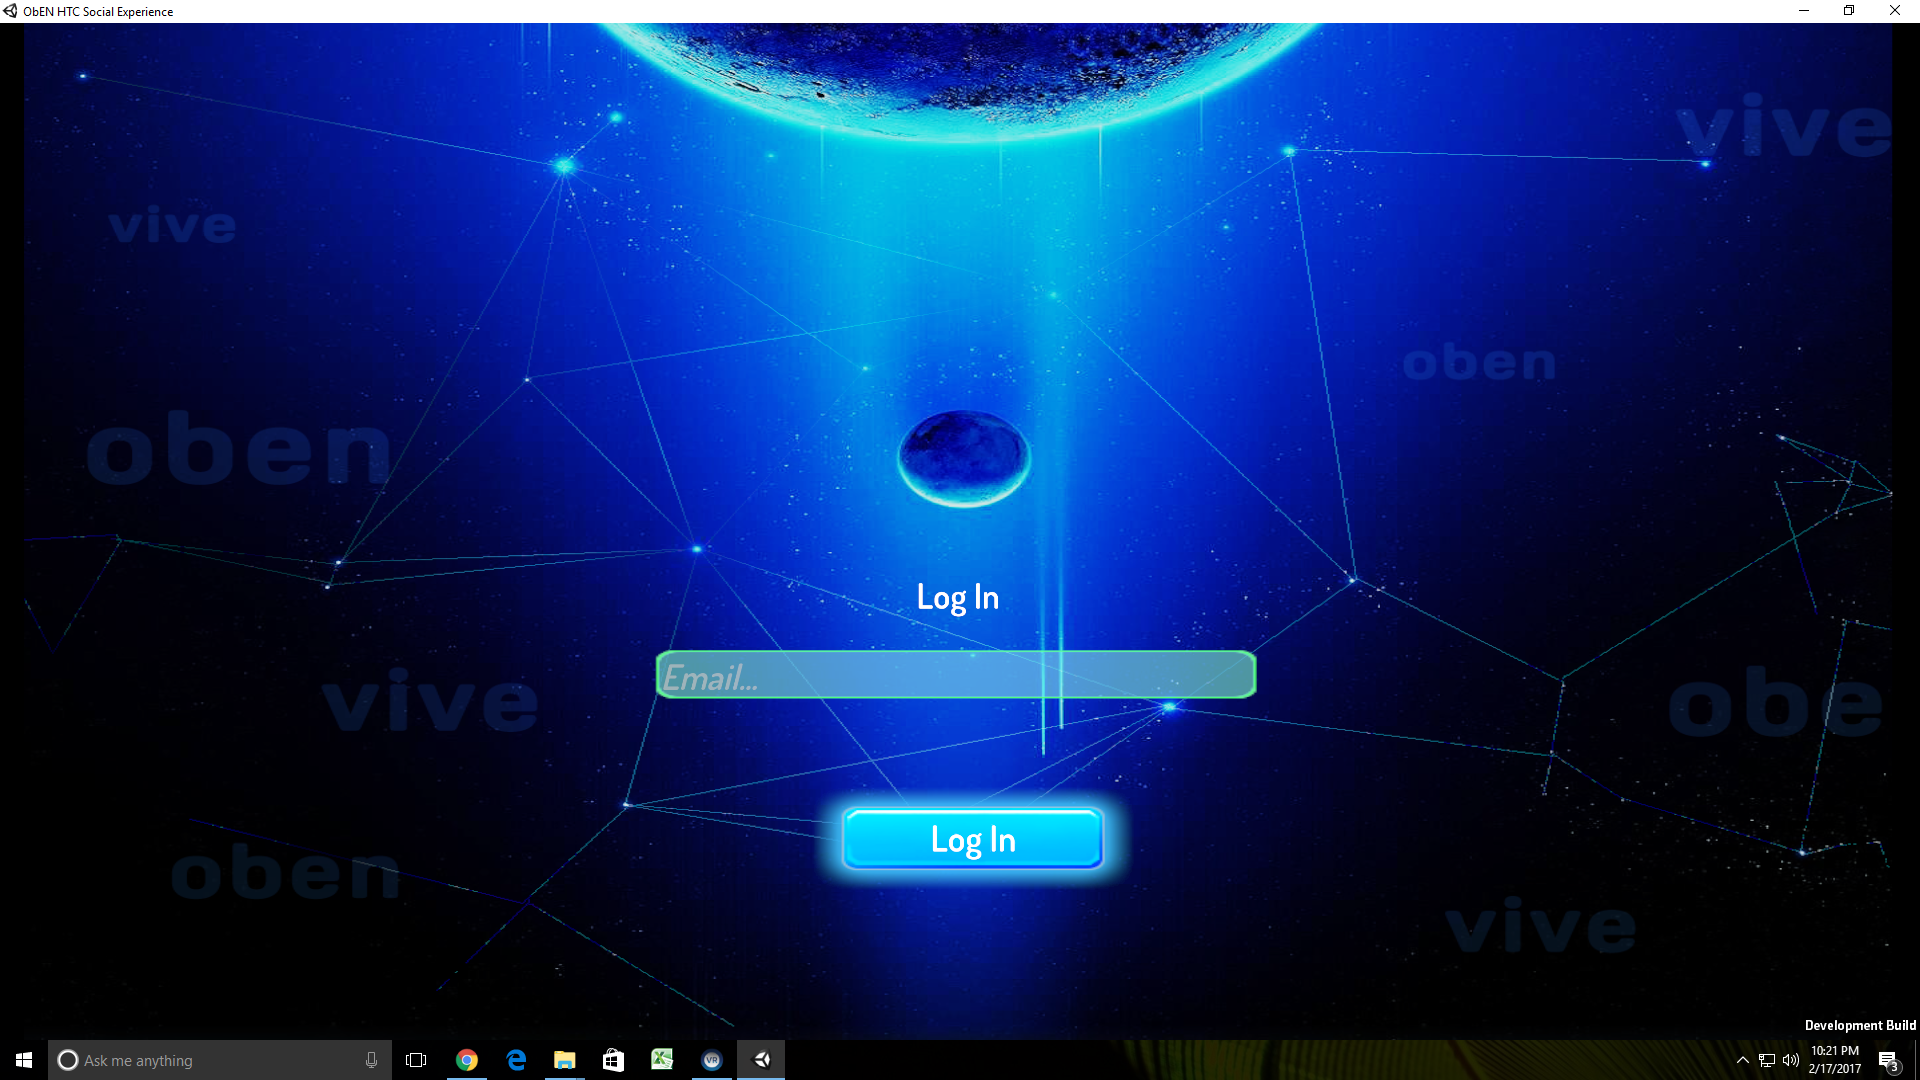 ObEN HTC Social Experience
vive
vive
oben
oben
Log In
Email...
vive
obe
Log In
oben
vive
Development Build
Ask me anything
VR
10:21 PM
2/17/2017
3